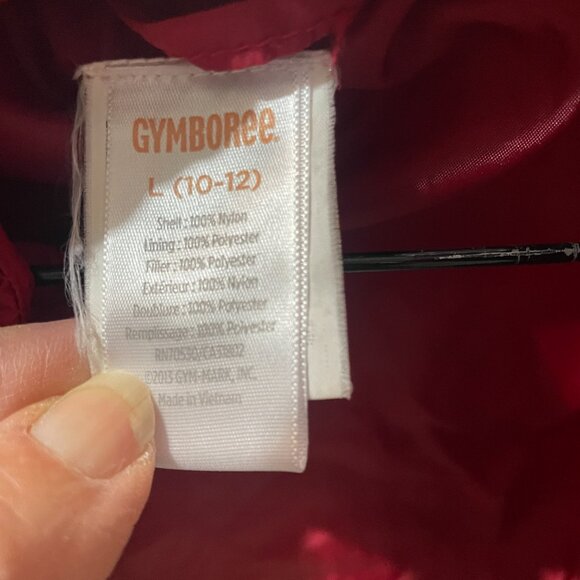 GYMBORee
L (10-12)
Shell : 100% Nylon
Lining : 100% Polyester
Filler : 100% Polyester
Extérieur : 100% Nylon
Doublure : 100% Polyester
Remplissage : 100% Polyester
RN70530/CA31802
©2013 GYM-MARK, INC.
Made in Vietnam